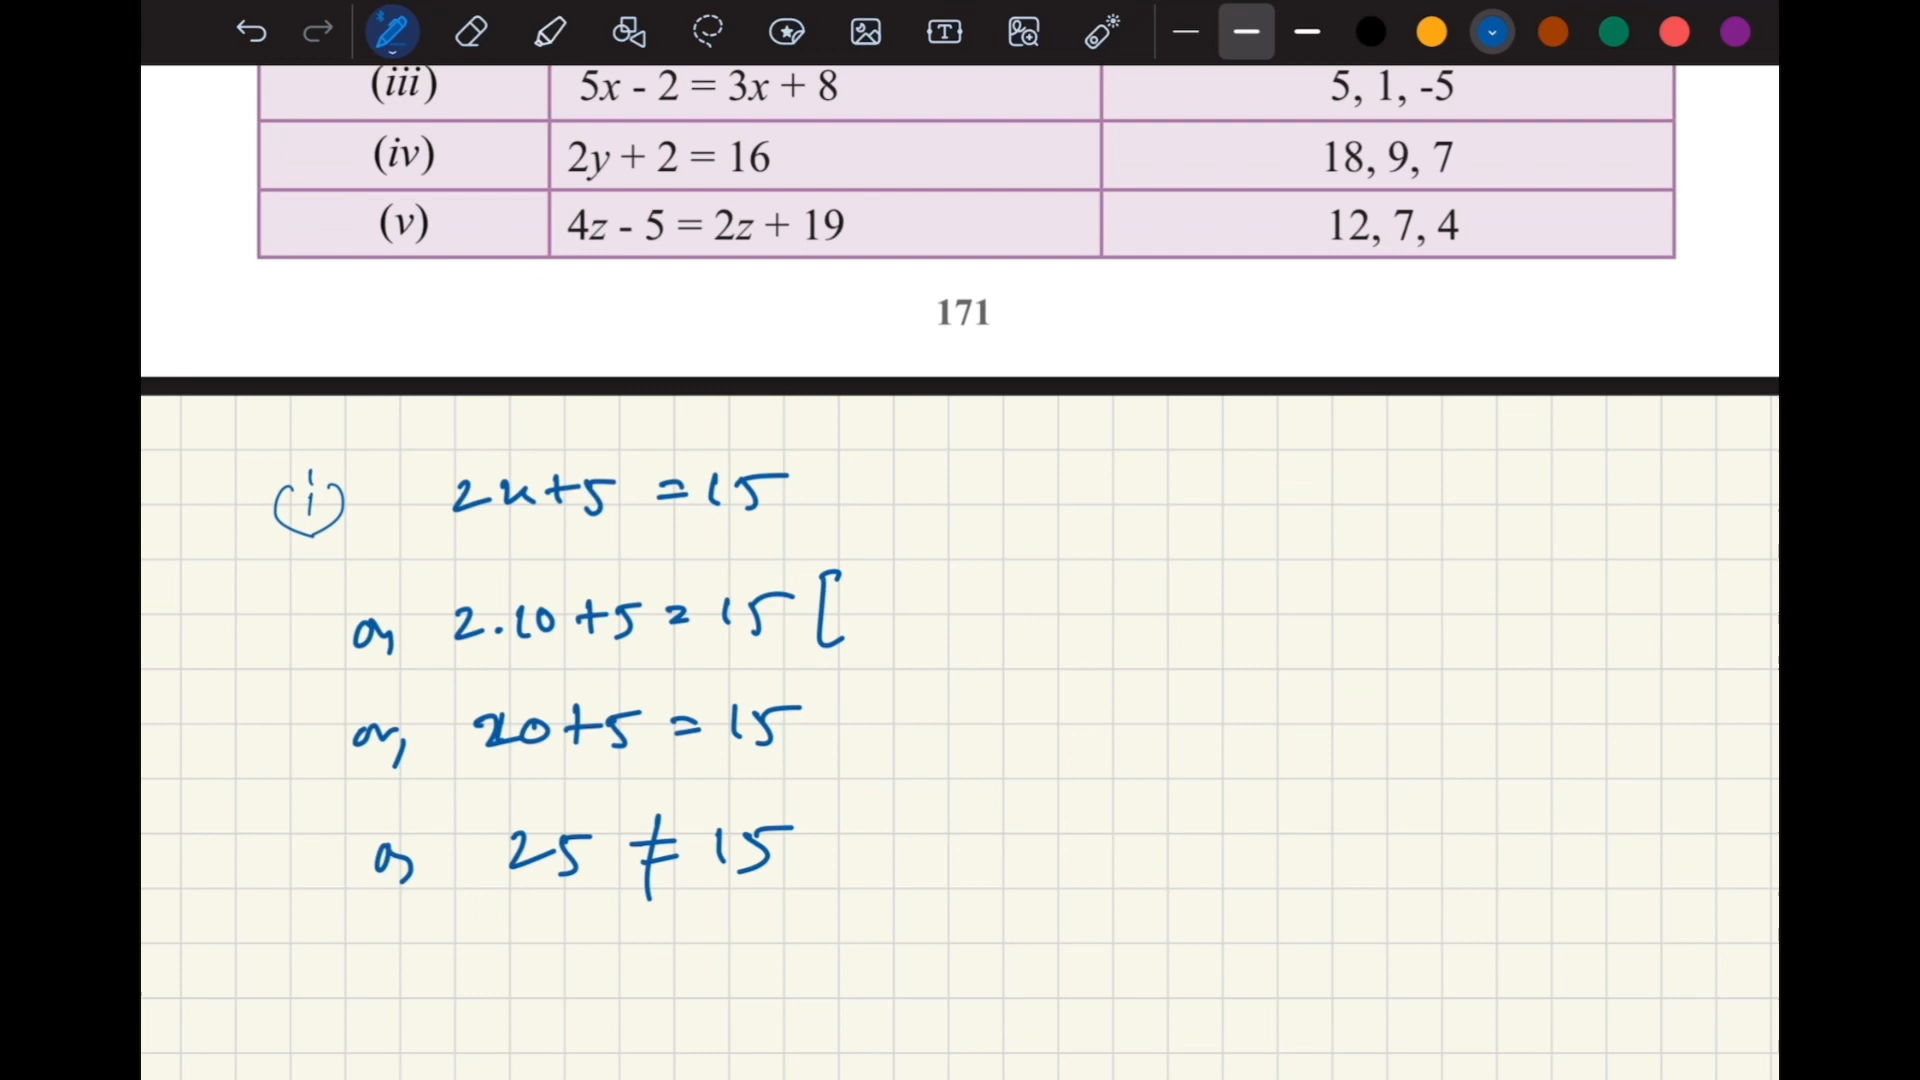 (iii) 5x - 2 = 3x + 8 5, 1, -5
(iv) 2y + 2 = 16 18, 9, 7
(v) 4z - 5 = 2z + 19 12, 7, 4
171
(i) 2x+5 = 15
or, 2.10+5 = 15 [
or, 20+5 = 15
or, 25 ≠ 15